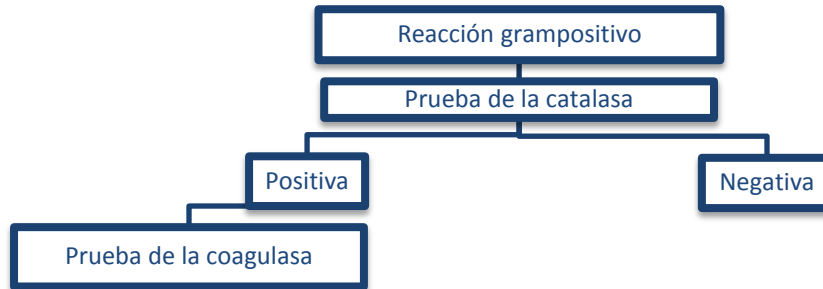 Reacción grampositivo
Prueba de la catalasa
Positiva
Negativa
Prueba de la coagulasa